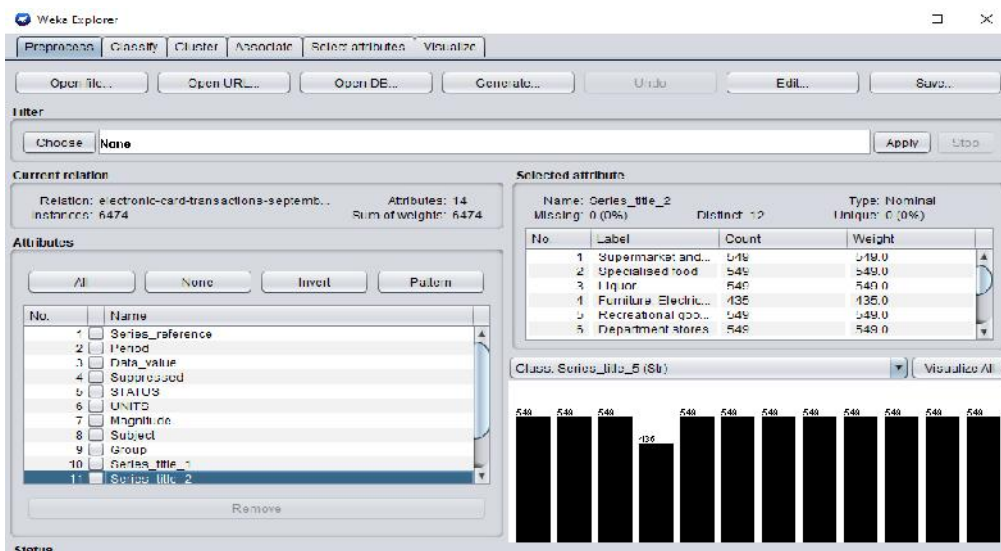 Weka Explorer
Preprocess Classify Cluster Associate Select attributes Visualize
Open file... Open URL... Open DB... Generate... Undo Edit... Save...
Filter
Choose None Apply Stop
Current relation
Relation: electronic-card-transactions-septemb... Attributes: 14
Instances: 6474 Sum of weights: 6474
Attributes
All None Invert Pattern
No. Name
1 Series_reference
2 Period
3 Data_value
4 Suppressed
5 STATUS
6 UNITS
7 Magnitude
8 Subject
9 Group
10 Series_title_1
11 Series_title_2
Remove
Status
Selected attribute
Name: Series_title_2 Type: Nominal
Missing: 0 (0%) Distinct: 12 Unique: 0 (0%)
No. Label Count Weight
1 Supermarket and... 549 549.0
2 Specialised food 549 549.0
3 Liquor 549 549.0
4 Furniture, Electric... 435 435.0
5 Recreational goo... 549 549.0
6 Department stores 549 549.0
Class: Series_title_5 (Str) Visualize All
549 549 549 435 549 549 549 549 549 549 549 549